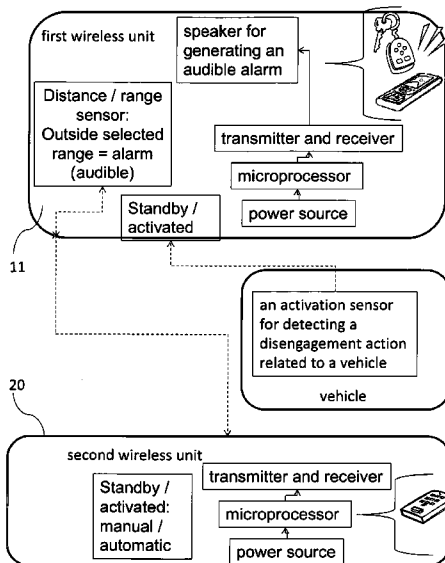 first wireless unit
speaker for
generating an
audible alarm
Distance / range
sensor:
Outside selected
range = alarm
(audible)
transmitter and receiver
microprocessor
power source
Standby /
activated
11
an activation sensor
for detecting a
disengagement action
related to a vehicle
vehicle
20
second wireless unit
transmitter and receiver
Standby /
activated:
manual /
automatic
microprocessor
power source